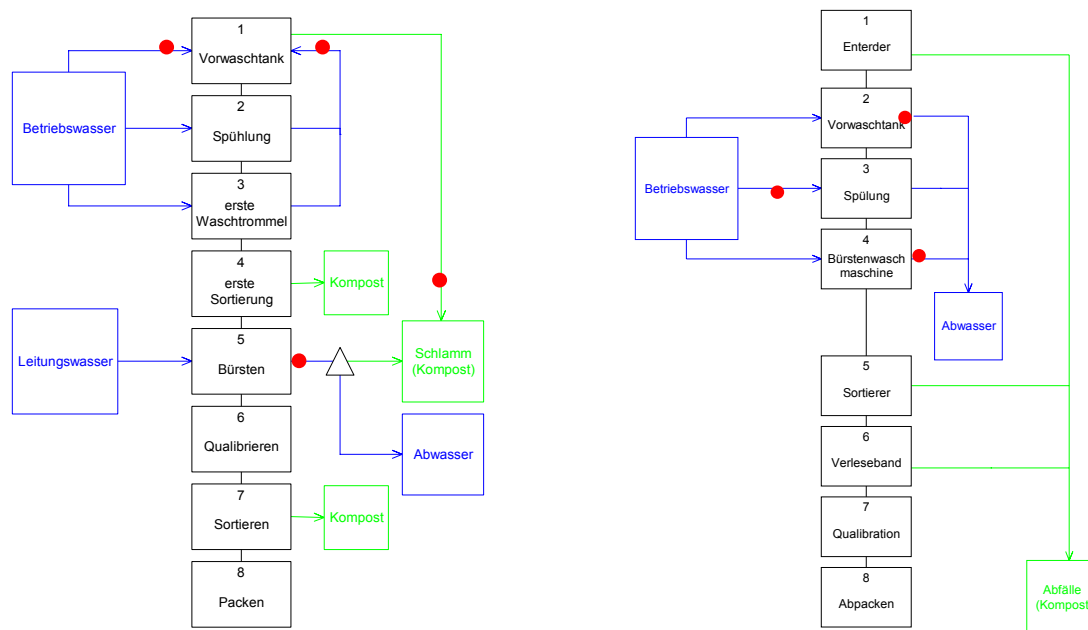 1
Vorwaschtank
Betriebswasser
2
Spühlung
3
erste
Waschtrommel
4
erste
Sortierung
Kompost
Leitungswasser
5
Bürsten
Schlamm
(Kompost)
6
Qualibrieren
Abwasser
7
Sortieren
Kompost
8
Packen
1
Enterder
2
Vorwaschtank
Betriebswasser
3
Spülung
4
Bürstenwasch
maschine
Abwasser
5
Sortierer
6
Verleseband
7
Qualibration
8
Abpacken
Abfälle
(Kompost